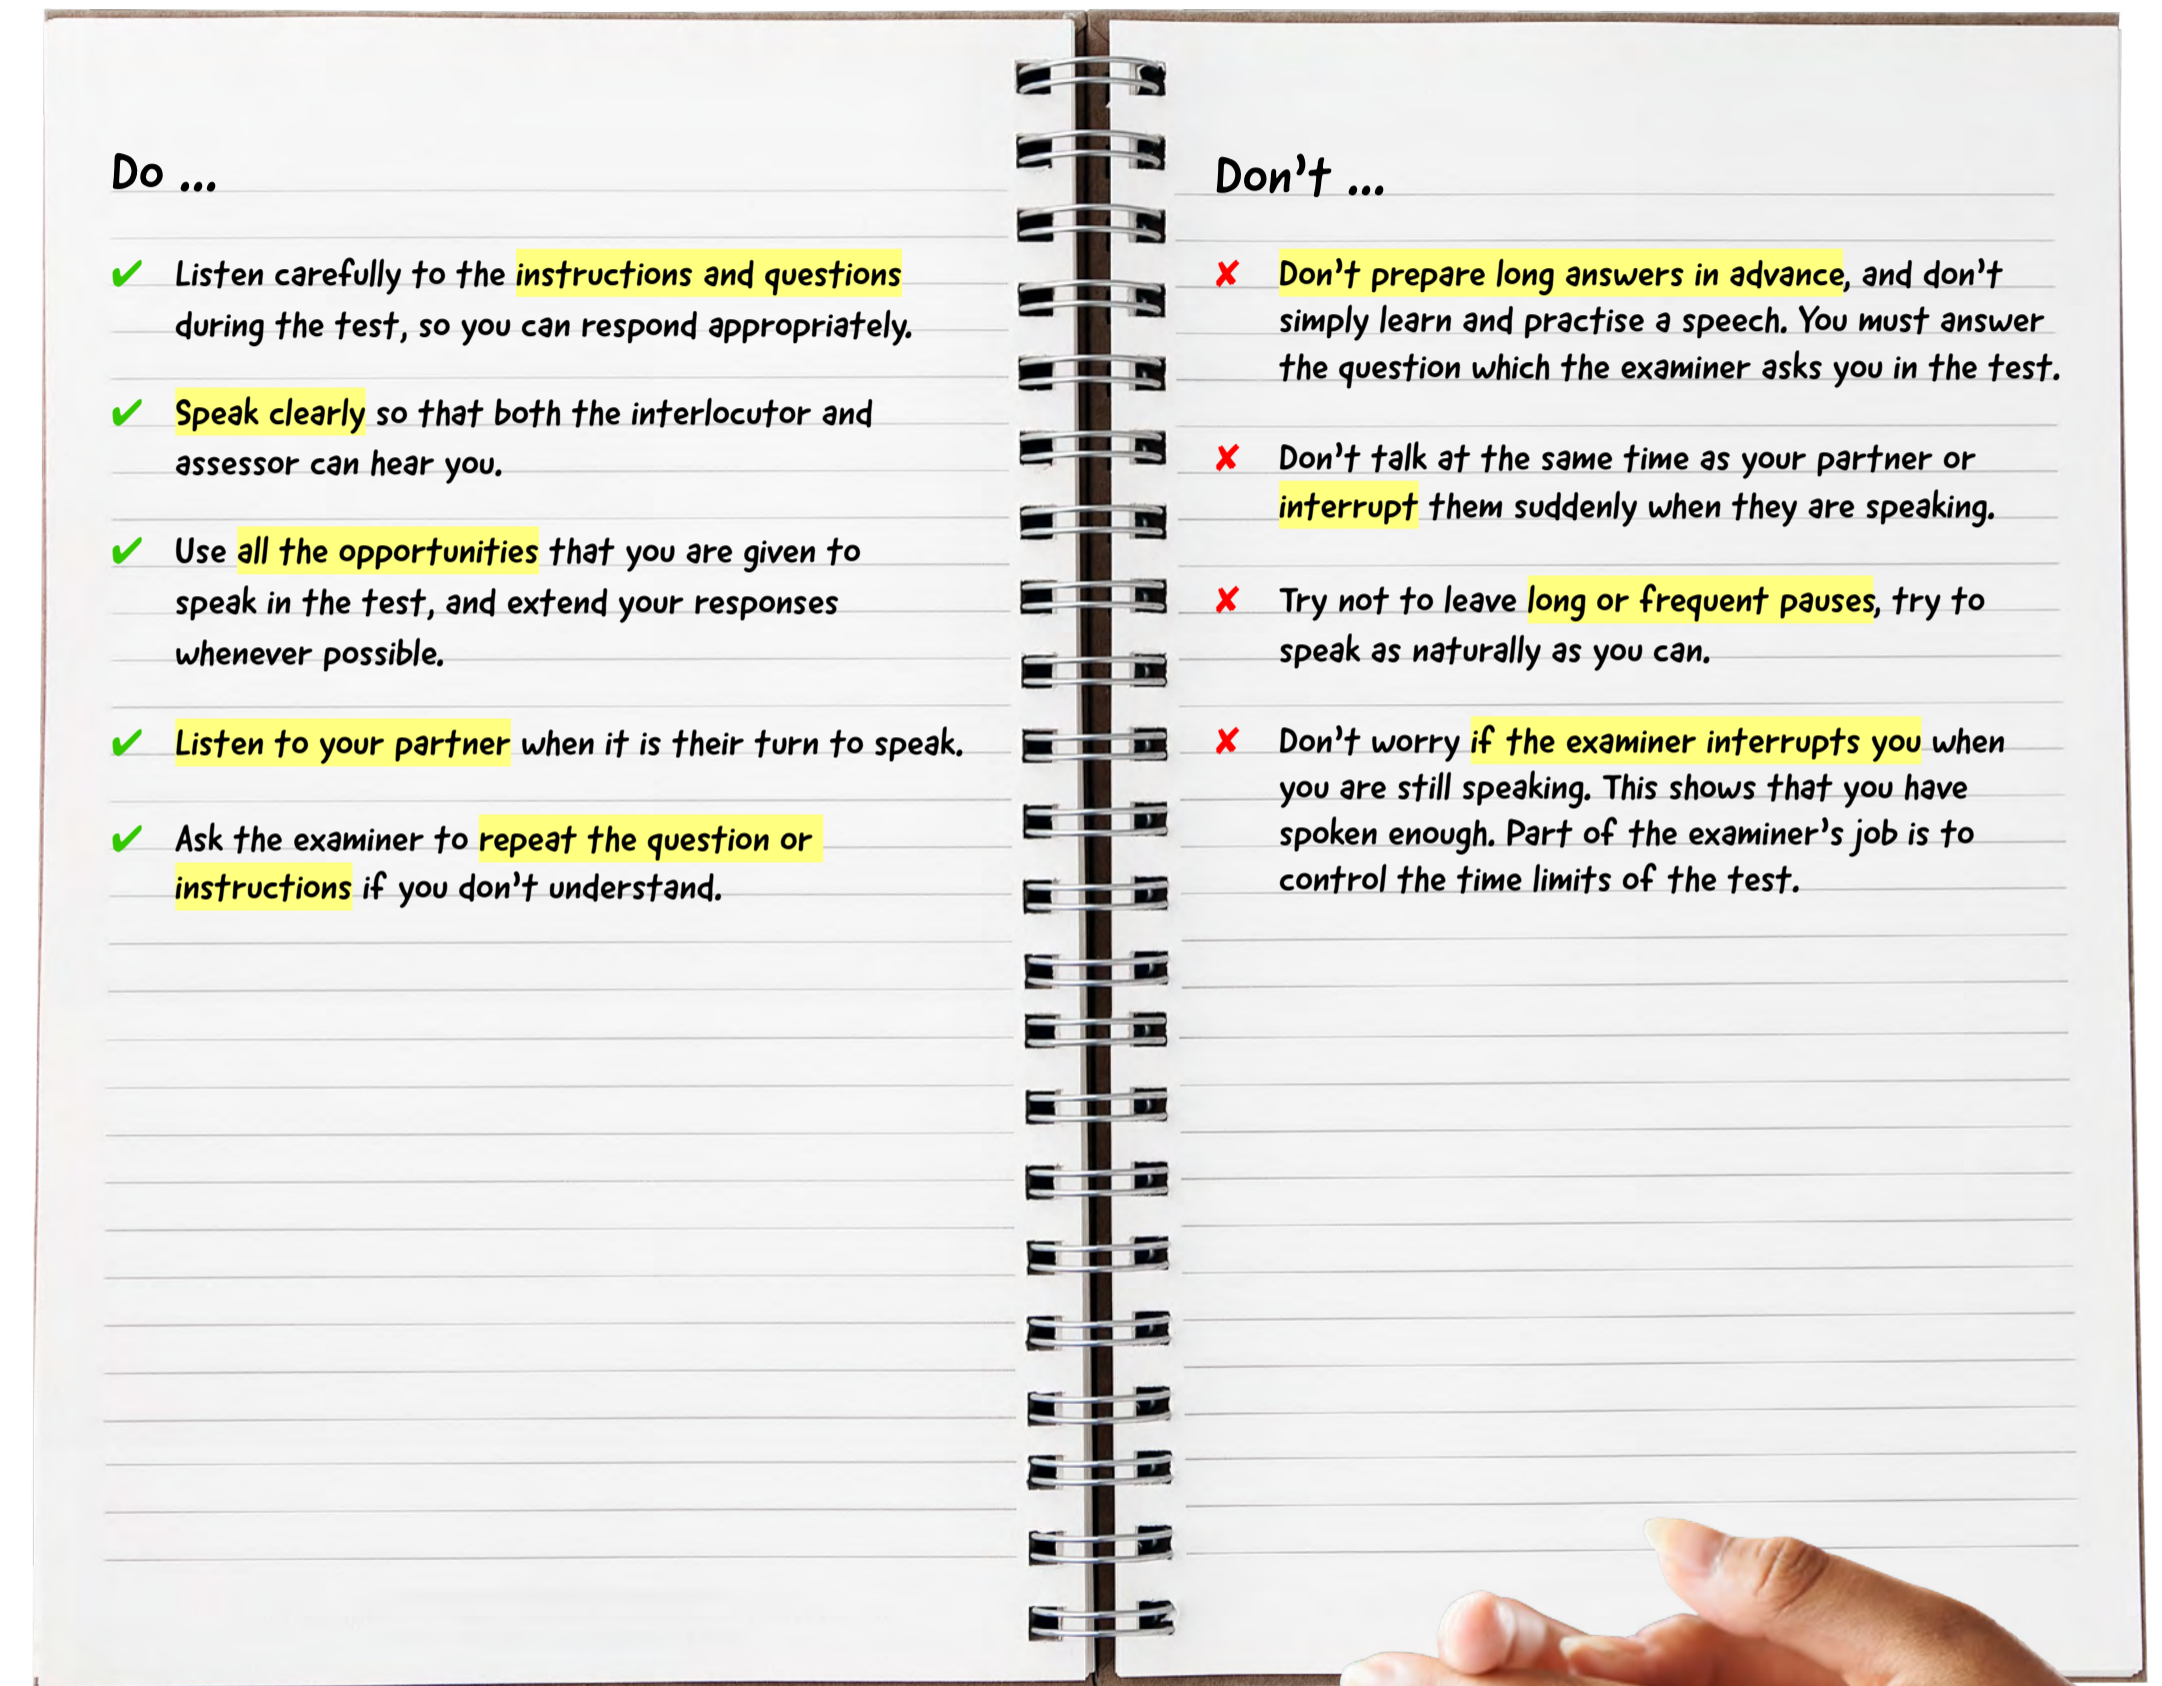 Do ...
✔ Listen carefully to the instructions and questions
during the test, so you can respond appropriately.
✔ Speak clearly so that both the interlocutor and
assessor can hear you.
✔ Use all the opportunities that you are given to
speak in the test, and extend your responses
whenever possible.
✔ Listen to your partner when it is their turn to speak.
✔ Ask the examiner to repeat the question or
instructions if you don't understand.
Don't ...
✘ Don't prepare long answers in advance, and don't
simply learn and practise a speech. You must answer
the question which the examiner asks you in the test.
✘ Don't talk at the same time as your partner or
interrupt them suddenly when they are speaking.
✘ Try not to leave long or frequent pauses, try to
speak as naturally as you can.
✘ Don't worry if the examiner interrupts you when
you are still speaking. This shows that you have
spoken enough. Part of the examiner's job is to
control the time limits of the test.